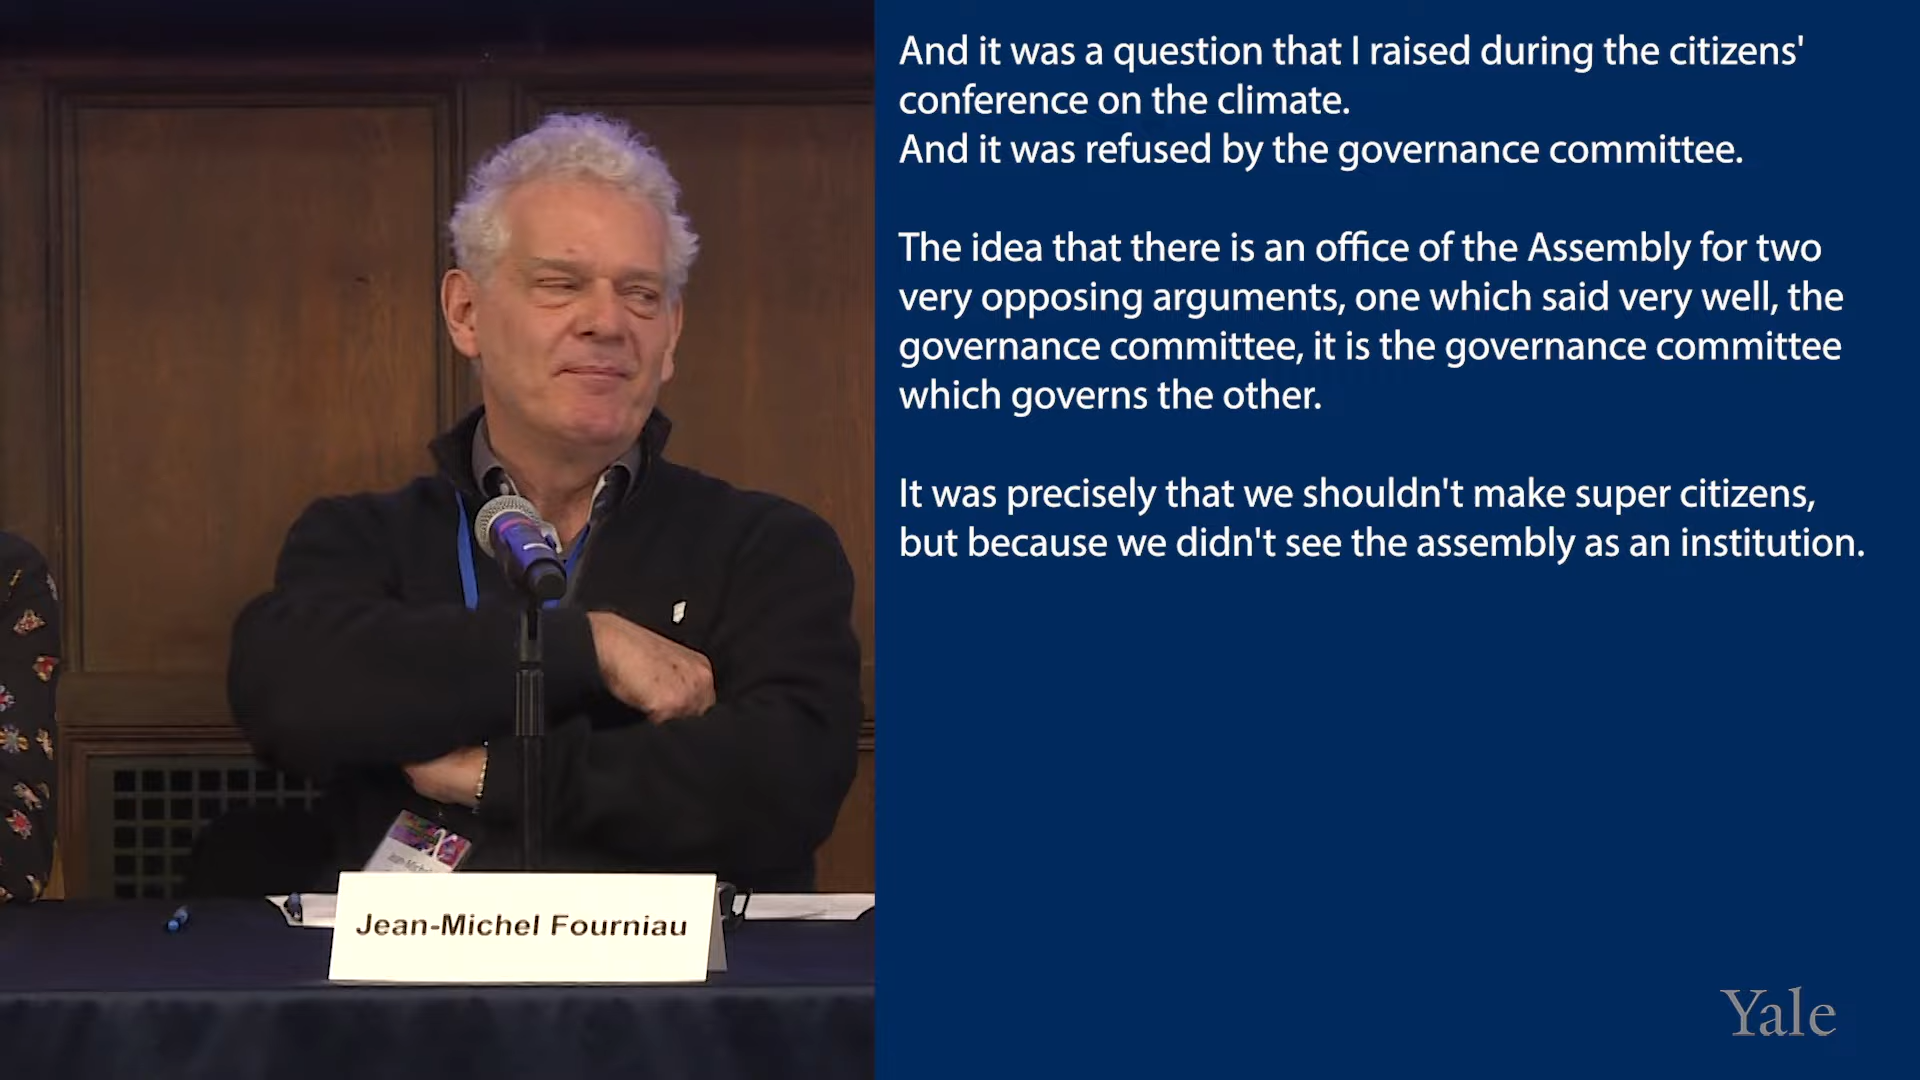 And it was a question that I raised during the citizens'
conference on the climate.
And it was refused by the governance committee.
The idea that there is an office of the Assembly for two
very opposing arguments, one which said very well, the
governance committee, it is the governance committee
which governs the other.
It was precisely that we shouldn't make super citizens,
but because we didn't see the assembly as an institution.
Jean-Michel Fourniau
Yale